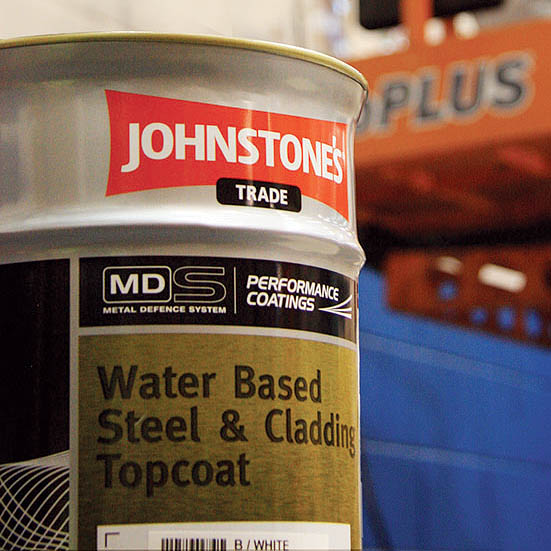 JOHNSTONE'S
TRADE
MDS
METAL DEFENCE SYSTEM
PERFORMANCE
COATINGS
Water Based
Steel & Cladding
Topcoat
B / WHITE
PLUS